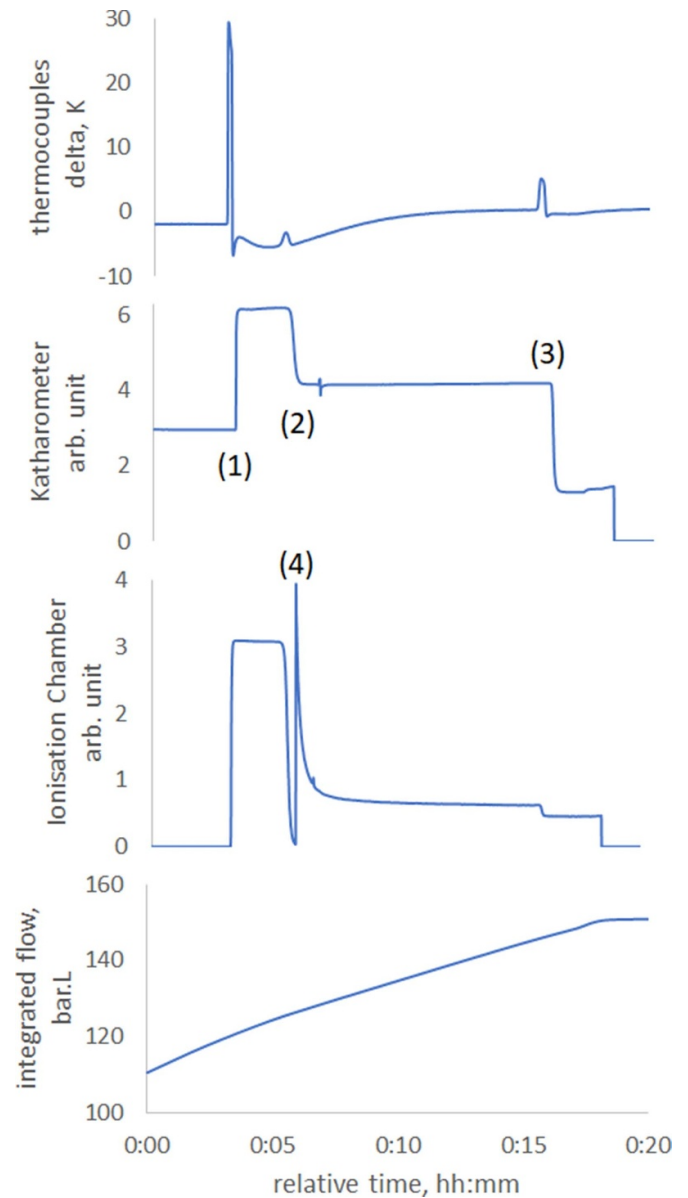 thermocouples
delta, K
30
20
10
0
-10
Katharometer
arb. unit
6
4
2
0
(1)
(2)
(3)
Ionisation Chamber
arb. unit
4
3
2
1
0
(4)
integrated flow,
bar.L
160
140
120
100
0:00 0:05 0:10 0:15 0:20
relative time, hh:mm